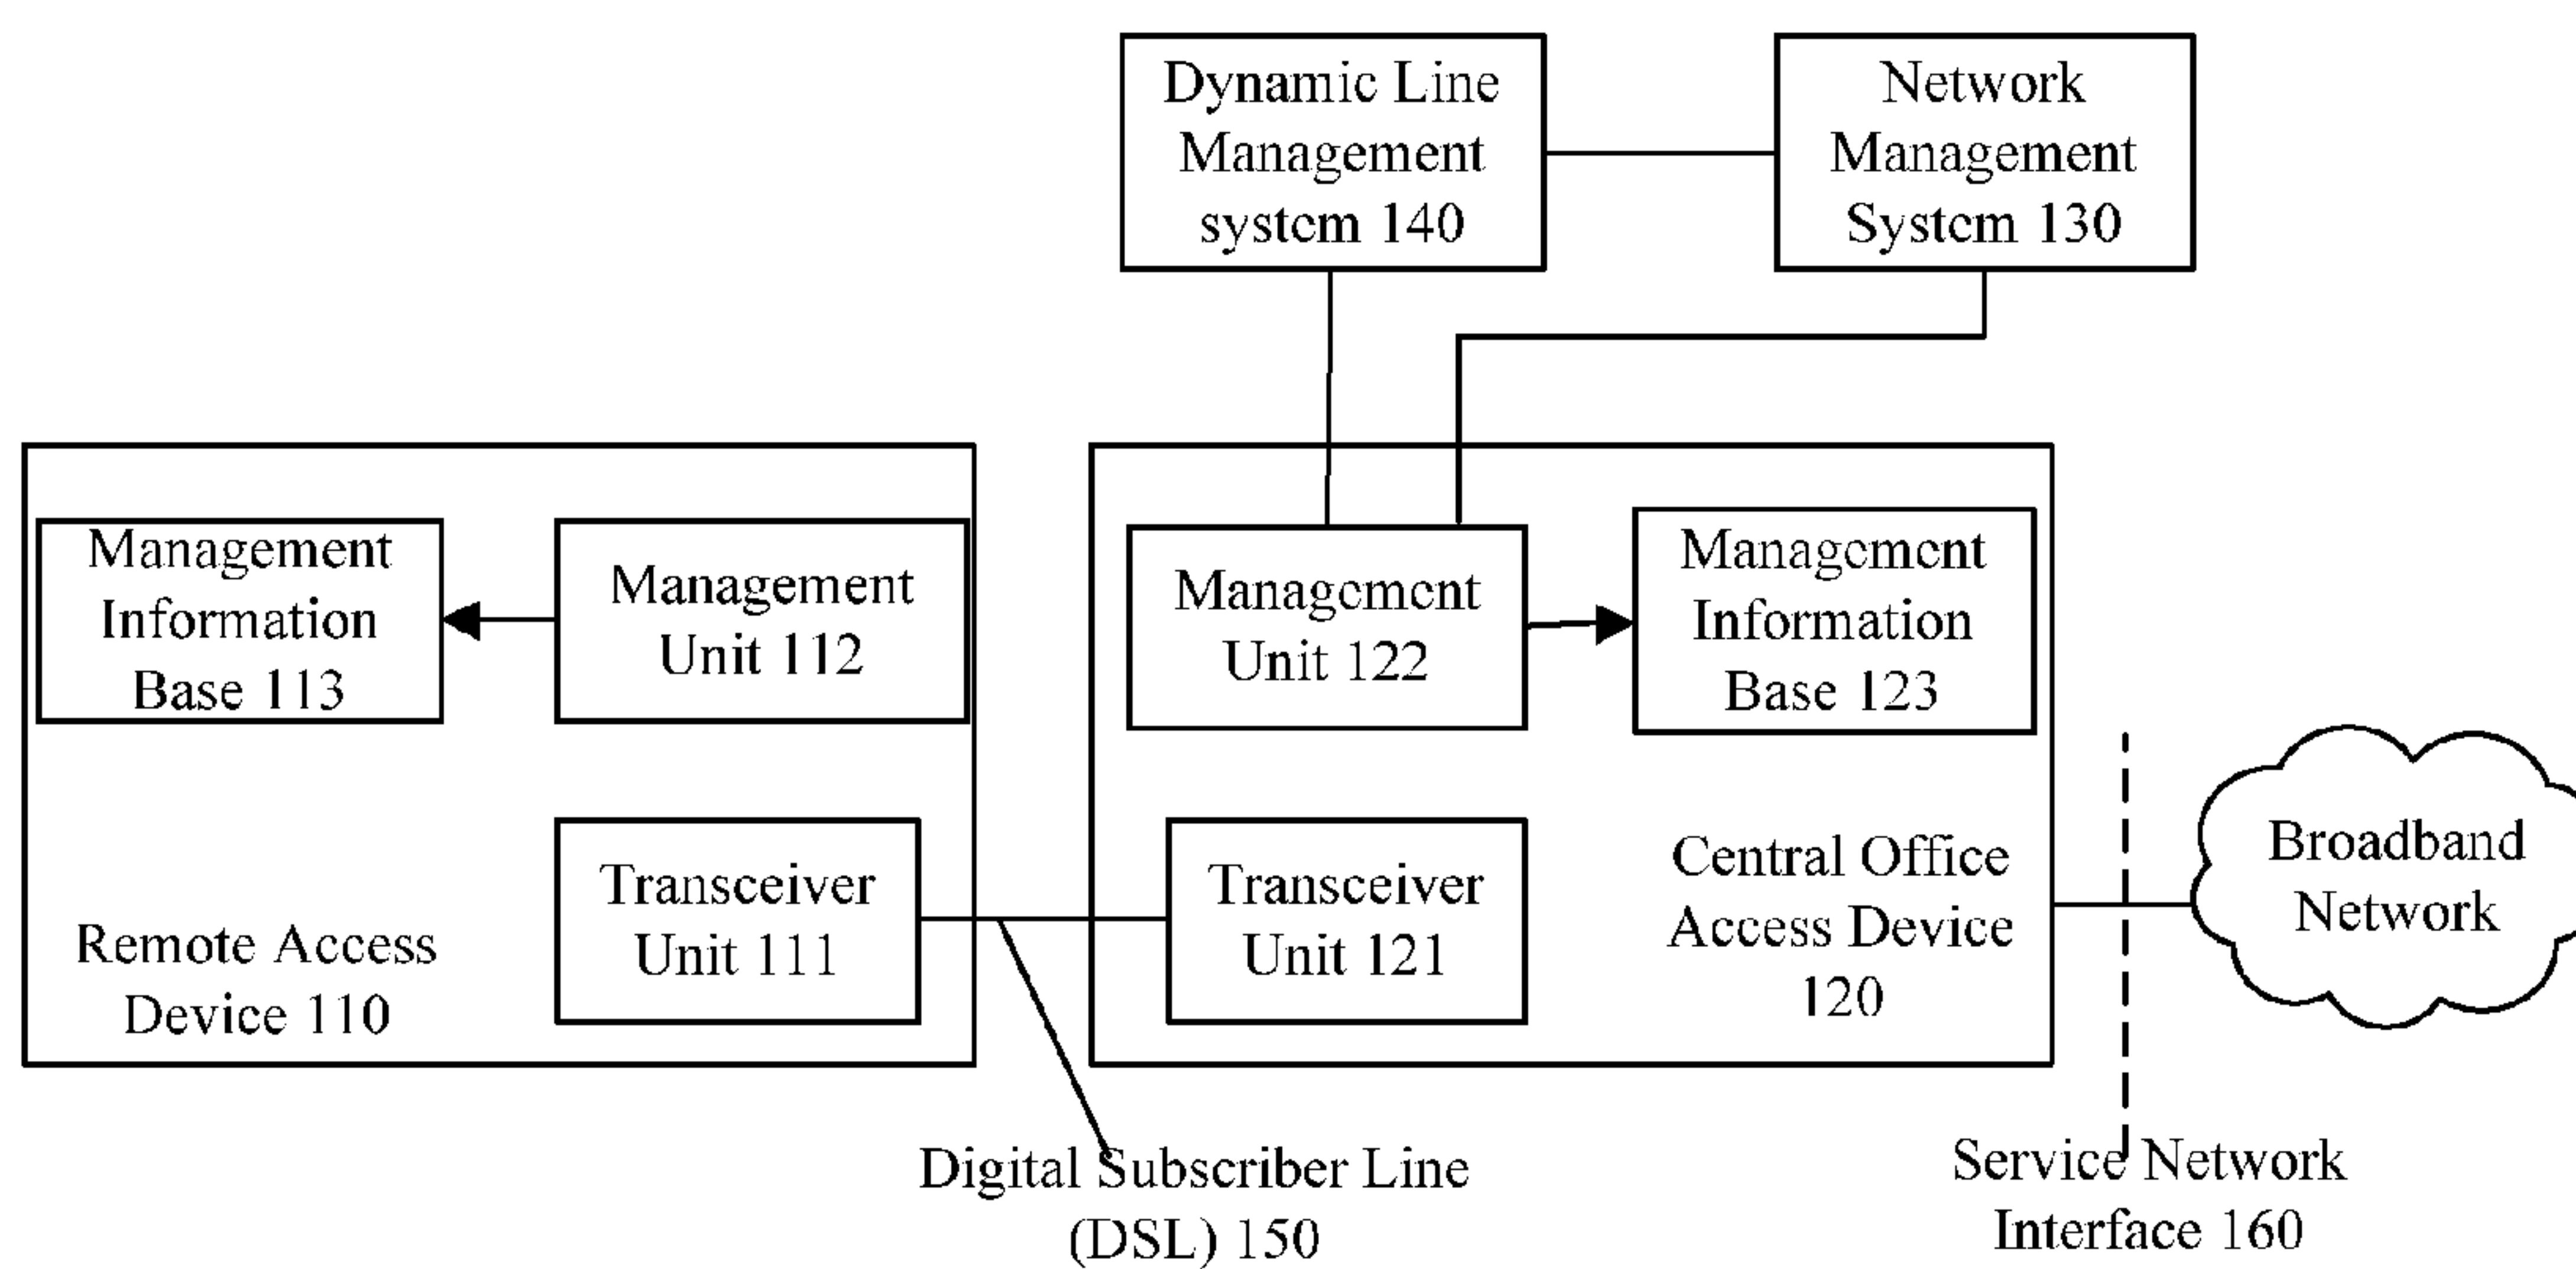 Dynamic Line
Management
system 140
Network
Management
System 130
Management
Information
Base 113
Management
Unit 112
Management
Unit 122
Management
Information
Base 123
Remote Access
Device 110
Transceiver
Unit 111
Transceiver
Unit 121
Central Office
Access Device
120
Broadband
Network
Digital Subscriber Line
(DSL) 150
Service Network
Interface 160